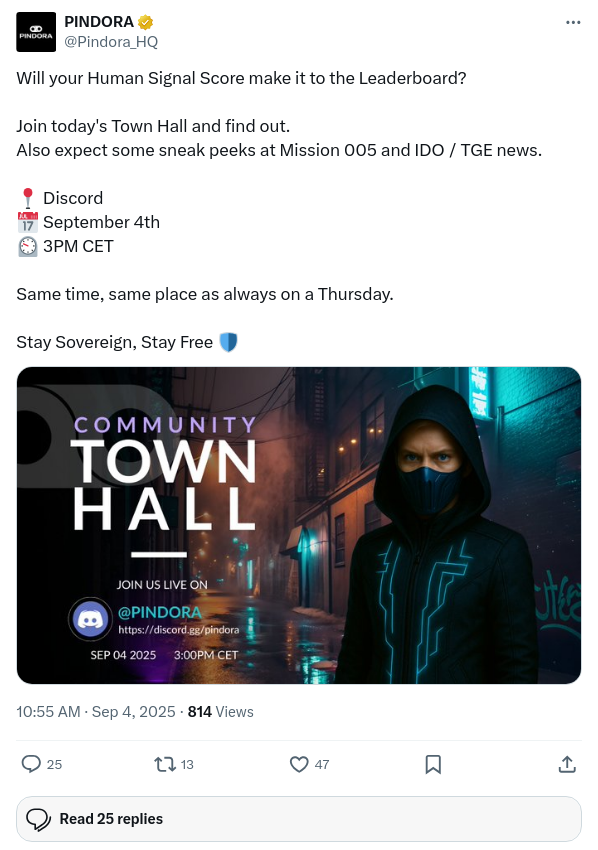 PINDORA
PINDORA
@Pindora_HQ
Will your Human Signal Score make it to the Leaderboard?
Join today's Town Hall and find out.
Also expect some sneak peeks at Mission 005 and IDO / TGE news.
Discord
JUL
17
September 4th
3PM CET
Same time, same place as always on a Thursday.
Stay Sovereign, Stay Free
COMMUNITY
TOWN
HALL
JOIN US LIVE ON
@PINDORA
https://discord.gg/pindora
SEP 04 2025 3:00PM CET
10:55 AM · Sep 4, 2025 · 814 Views
25 13 47
Read 25 replies